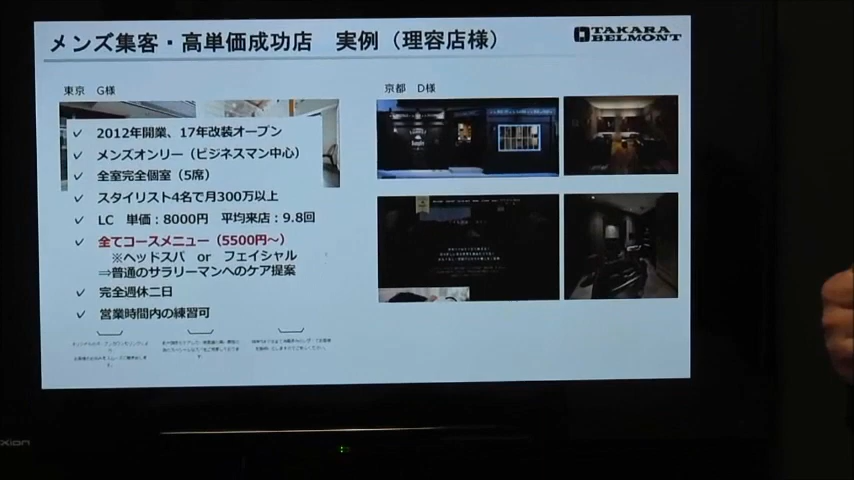 メンズ集客・高単価成功店 実例（理容店様）
TAKARA
BELMONT
東京 G様
✓ 2012年開業、17年改装オープン
✓ メンズオンリー（ビジネスマン中心）
✓ 全室完全個室（5席）
✓ スタイリスト4名で月300万以上
✓ LC 単価：8000円 平均来店：9.8回
✓ 全てコースメニュー（5500円～）
※ヘッドスパ or フェイシャル
⇒普通のサラリーマンへのケア提案
✓ 完全週休二日
✓ 営業時間内の練習可
京都 D様